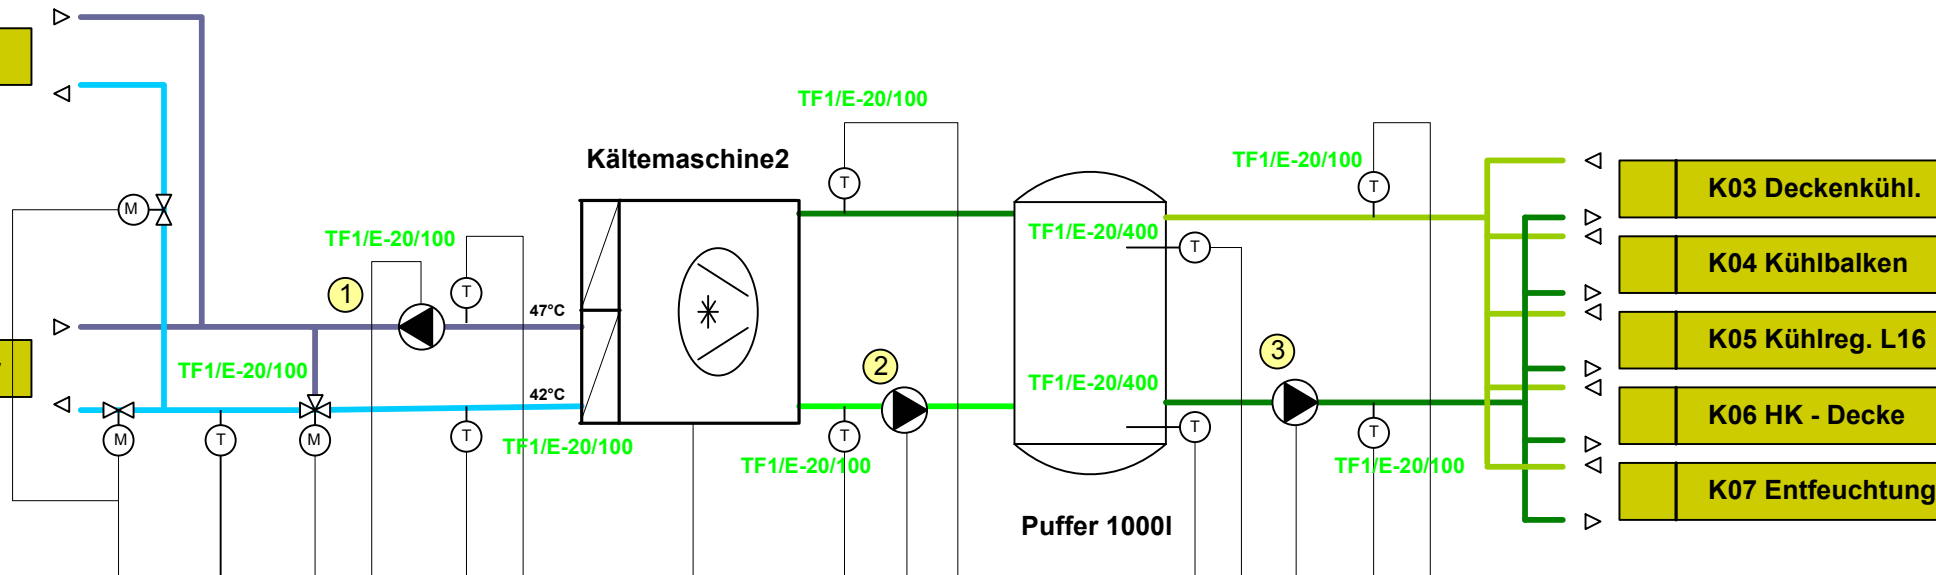 TF1/E-20/100
Kältemaschine2
TF1/E-20/100
T
T
K03 Deckenkühl.
M
TF1/E-20/100
TF1/E-20/400
T
K04 Kühlbalken
1
T
47°C
K05 Kühlreg. L16
3
TF1/E-20/100
2
TF1/E-20/400
42°C
K06 HK - Decke
M
T
M
T
TF1/E-20/100
T
T
T
TF1/E-20/100
TF1/E-20/100
K07 Entfeuchtung
Puffer 1000l